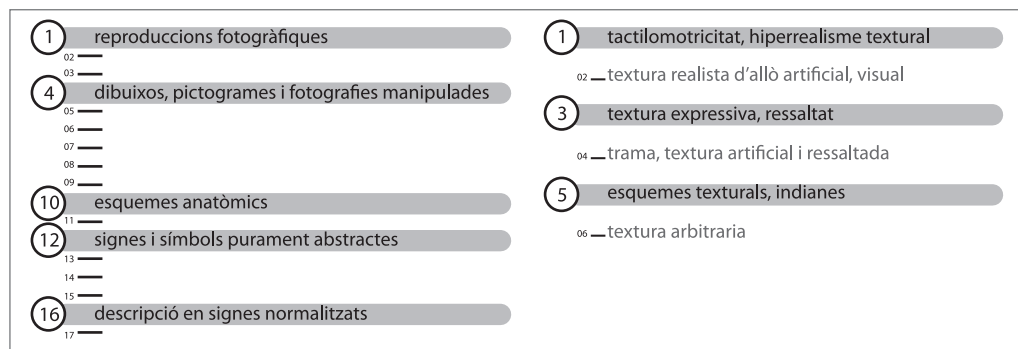 1 reproduccions fotogràfiques
02
03
4 dibuixos, pictogrames i fotografies manipulades
05
06
07
08
09
10 esquemes anatòmics
11
12 signes i símbols purament abstractes
13
14
15
16 descripció en signes normalitzats
17
1 tactilomotricitat, hiperrealisme textural
02 textura realista d'allò artificial, visual
3 textura expressiva, ressaltat
04 trama, textura artificial i ressaltada
5 esquemes texturals, indianes
06 textura arbitraria